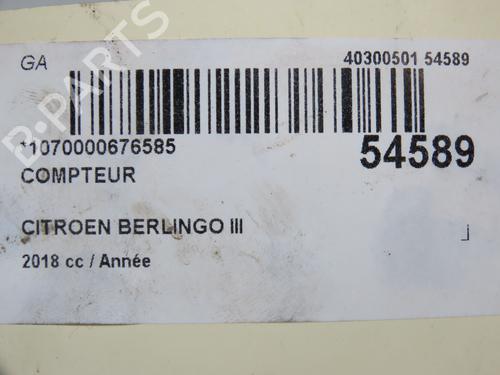 GA
40300501 54589
*1070000676585
54589
COMPTEUR
CITROEN BERLINGO III
2018 cc / Année
B-PARTS